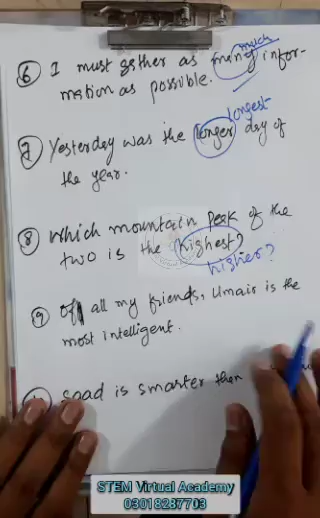 much
⑥ I must gather as many infor-
mation as possible.
longest
⑦ Yesterday was the longer day of
the year.
⑧ Which mountain peak of the
two is the highest?
higher?
⑨ Of all my friends, Umair is the
most intelligent.
Saad is smarter than
STEM Virtual Academy
03018287703